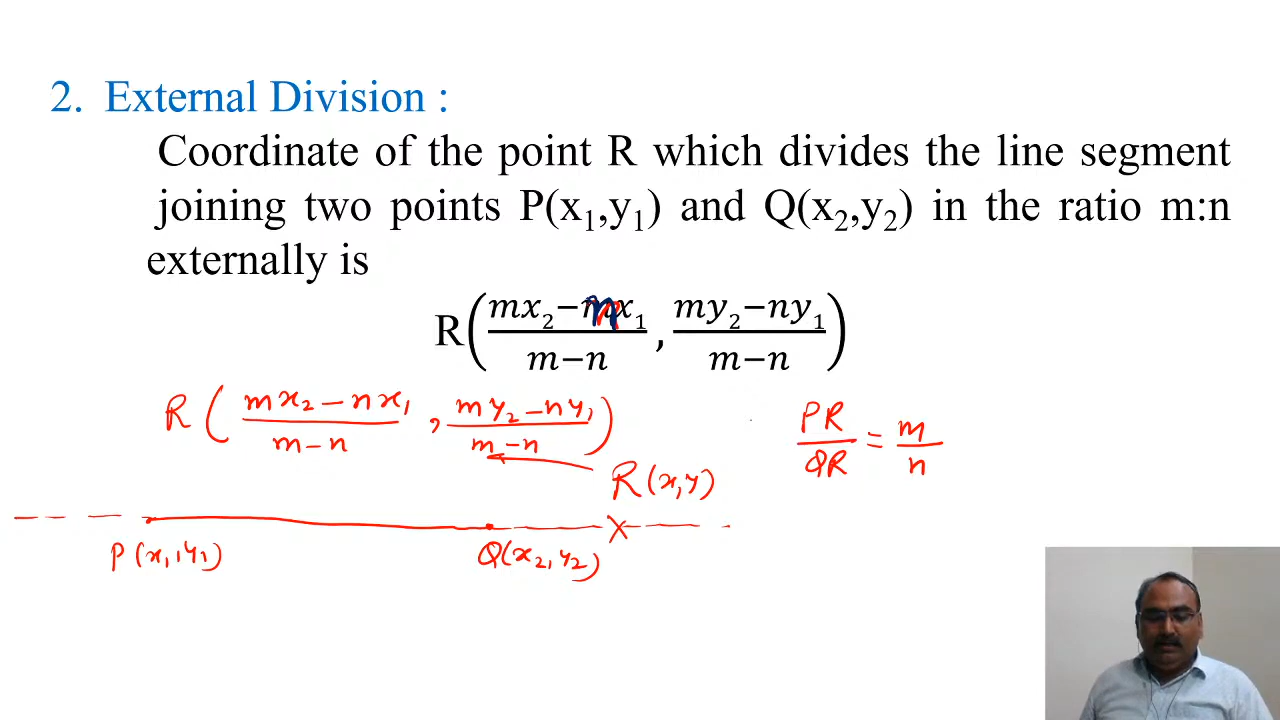 2. External Division :
Coordinate of the point R which divides the line segment
joining two points P(x₁,y₁) and Q(x₂,y₂) in the ratio m:n
externally is
R((mx₂−nx₁)/(m−n), (my₂−ny₁)/(m−n))
R((mx₂−nx₁)/(m−n), (my₂−ny₁)/(m−n))
PR/QR = m/n
R(x,y)
P(x₁,y₁) Q(x₂,y₂)